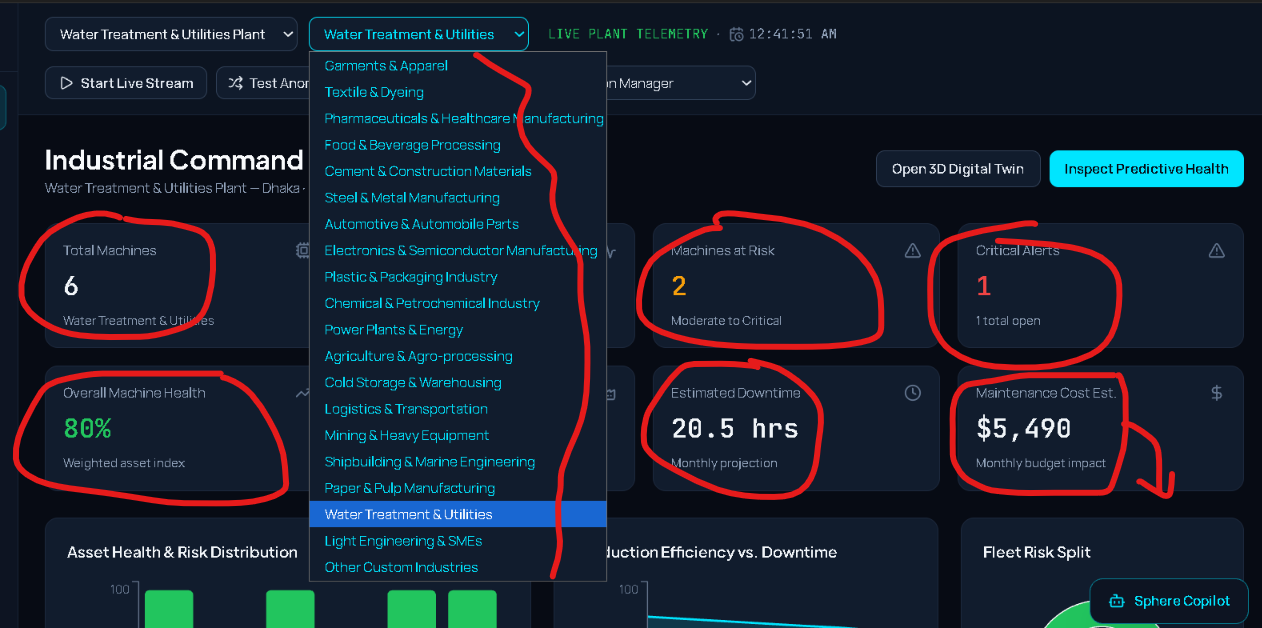 Water Treatment & Utilities Plant
Water Treatment & Utilities
LIVE PLANT TELEMETRY · 12:41:51 AM
Start Live Stream
Test Anor
n Manager
Garments & Apparel
Textile & Dyeing
Pharmaceuticals & Healthcare Manufacturing
Food & Beverage Processing
Cement & Construction Materials
Steel & Metal Manufacturing
Automotive & Automobile Parts
Electronics & Semiconductor Manufacturing
Plastic & Packaging Industry
Chemical & Petrochemical Industry
Power Plants & Energy
Agriculture & Agro-processing
Cold Storage & Warehousing
Logistics & Transportation
Mining & Heavy Equipment
Shipbuilding & Marine Engineering
Paper & Pulp Manufacturing
Water Treatment & Utilities
Light Engineering & SMEs
Other Custom Industries
Industrial Command
Water Treatment & Utilities Plant — Dhaka ·
Open 3D Digital Twin
Inspect Predictive Health
Total Machines
6
Water Treatment & Utilities
Machines at Risk
2
Moderate to Critical
Critical Alerts
1
1 total open
Overall Machine Health
80%
Weighted asset index
Estimated Downtime
20.5 hrs
Monthly projection
Maintenance Cost Est.
$5,490
Monthly budget impact
Asset Health & Risk Distribution
100
duction Efficiency vs. Downtime
100
Fleet Risk Split
Sphere Copilot